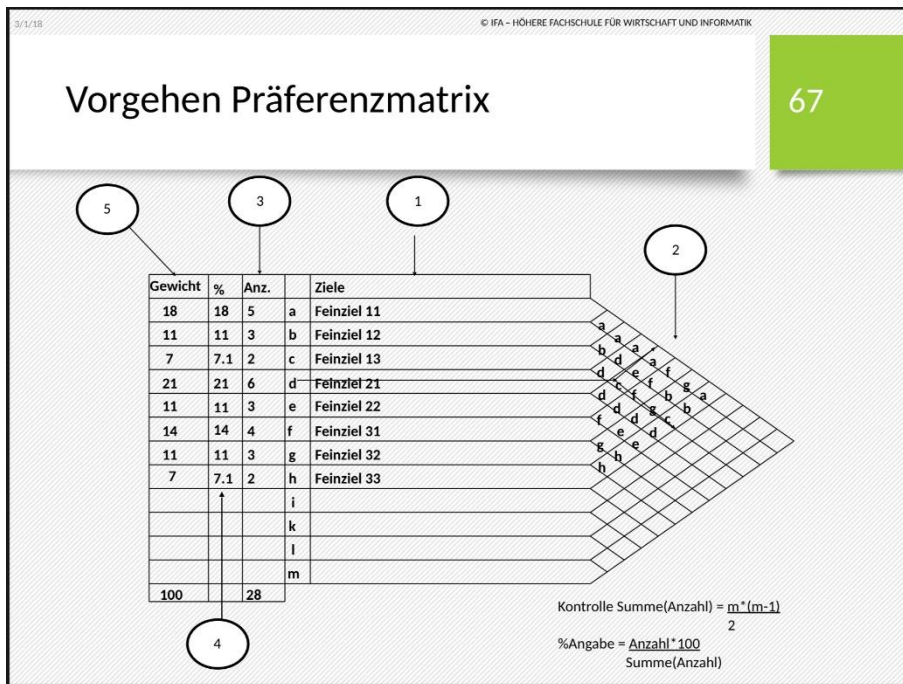 3/1/18
© IFA – HÖHERE FACHSCHULE FÜR WIRTSCHAFT UND INFORMATIK
Vorgehen Präferenzmatrix
67
5
3
1
2
Gewicht % Anz. Ziele
18 18 5 a Feinziel 11
11 11 3 b Feinziel 12
7 7.1 2 c Feinziel 13
21 21 6 d Feinziel 21
11 11 3 e Feinziel 22
14 14 4 f Feinziel 31
11 11 3 g Feinziel 32
7 7.1 2 h Feinziel 33
i
k
l
m
100 28
a
a
b a
d a
d e f
c f b g
d f b a
d g c
f d d
e e
g h
h
4
Kontrolle Summe(Anzahl) = m*(m-1)
2
%Angabe = Anzahl*100
Summe(Anzahl)